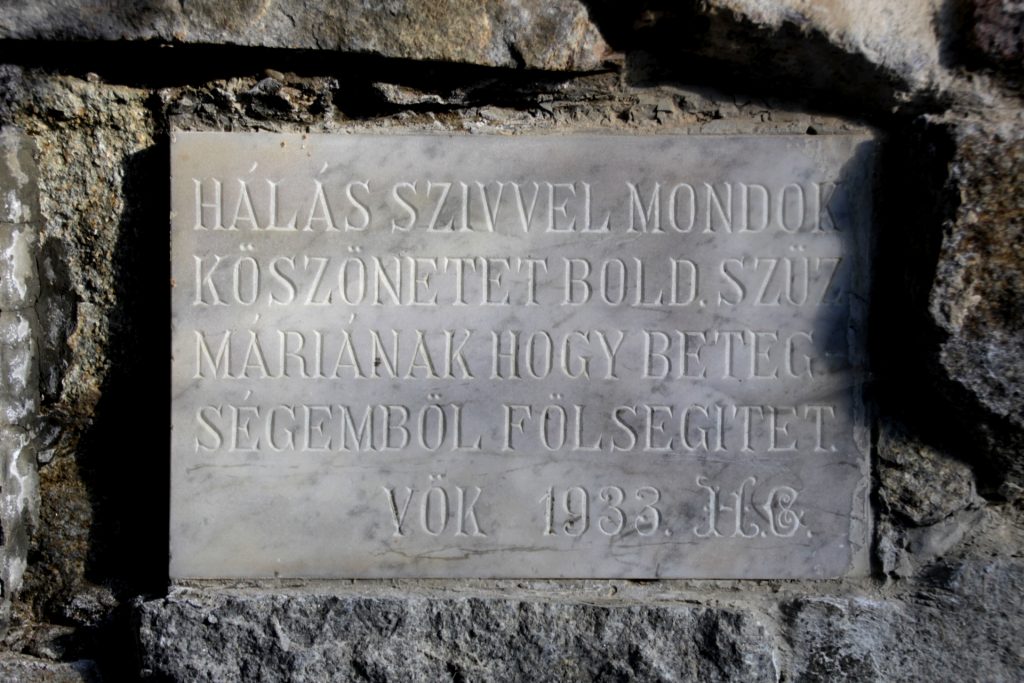 HÁLÁS SZIVVEL MONDOK
KÖSZÖNETET BOLD. SZÜZ
MÁRIÁNAK HOGY BETEG-
SÉGEMBÖL FÖLSEGITET.
VÖK 1933. H.G.